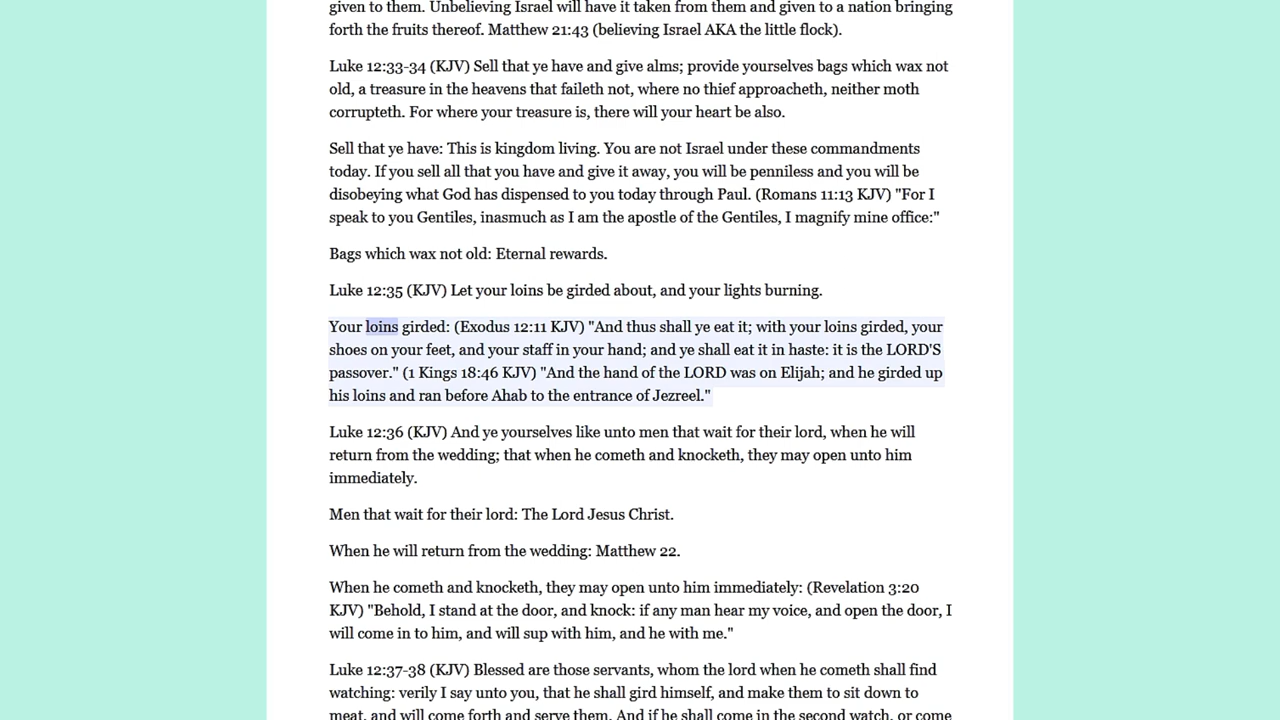 given to them. Unbelieving Israel will have it taken from them and given to a nation bringing
forth the fruits thereof. Matthew 21:43 (believing Israel AKA the little flock).
Luke 12:33-34 (KJV) Sell that ye have and give alms; provide yourselves bags which wax not
old, a treasure in the heavens that faileth not, where no thief approacheth, neither moth
corrupteth. For where your treasure is, there will your heart be also.
Sell that ye have: This is kingdom living. You are not Israel under these commandments
today. If you sell all that you have and give it away, you will be penniless and you will be
disobeying what God has dispensed to you today through Paul. (Romans 11:13 KJV) "For I
speak to you Gentiles, inasmuch as I am the apostle of the Gentiles, I magnify mine office:"
Bags which wax not old: Eternal rewards.
Luke 12:35 (KJV) Let your loins be girded about, and your lights burning.
Your loins girded: (Exodus 12:11 KJV) "And thus shall ye eat it; with your loins girded, your
shoes on your feet, and your staff in your hand; and ye shall eat it in haste: it is the LORD'S
passover." (1 Kings 18:46 KJV) "And the hand of the LORD was on Elijah; and he girded up
his loins and ran before Ahab to the entrance of Jezreel."
Luke 12:36 (KJV) And ye yourselves like unto men that wait for their lord, when he will
return from the wedding; that when he cometh and knocketh, they may open unto him
immediately.
Men that wait for their lord: The Lord Jesus Christ.
When he will return from the wedding: Matthew 22.
When he cometh and knocketh, they may open unto him immediately: (Revelation 3:20
KJV) "Behold, I stand at the door, and knock: if any man hear my voice, and open the door, I
will come in to him, and will sup with him, and he with me."
Luke 12:37-38 (KJV) Blessed are those servants, whom the lord when he cometh shall find
watching: verily I say unto you, that he shall gird himself, and make them to sit down to
meat, and will come forth and serve them. And if he shall come in the second watch, or come